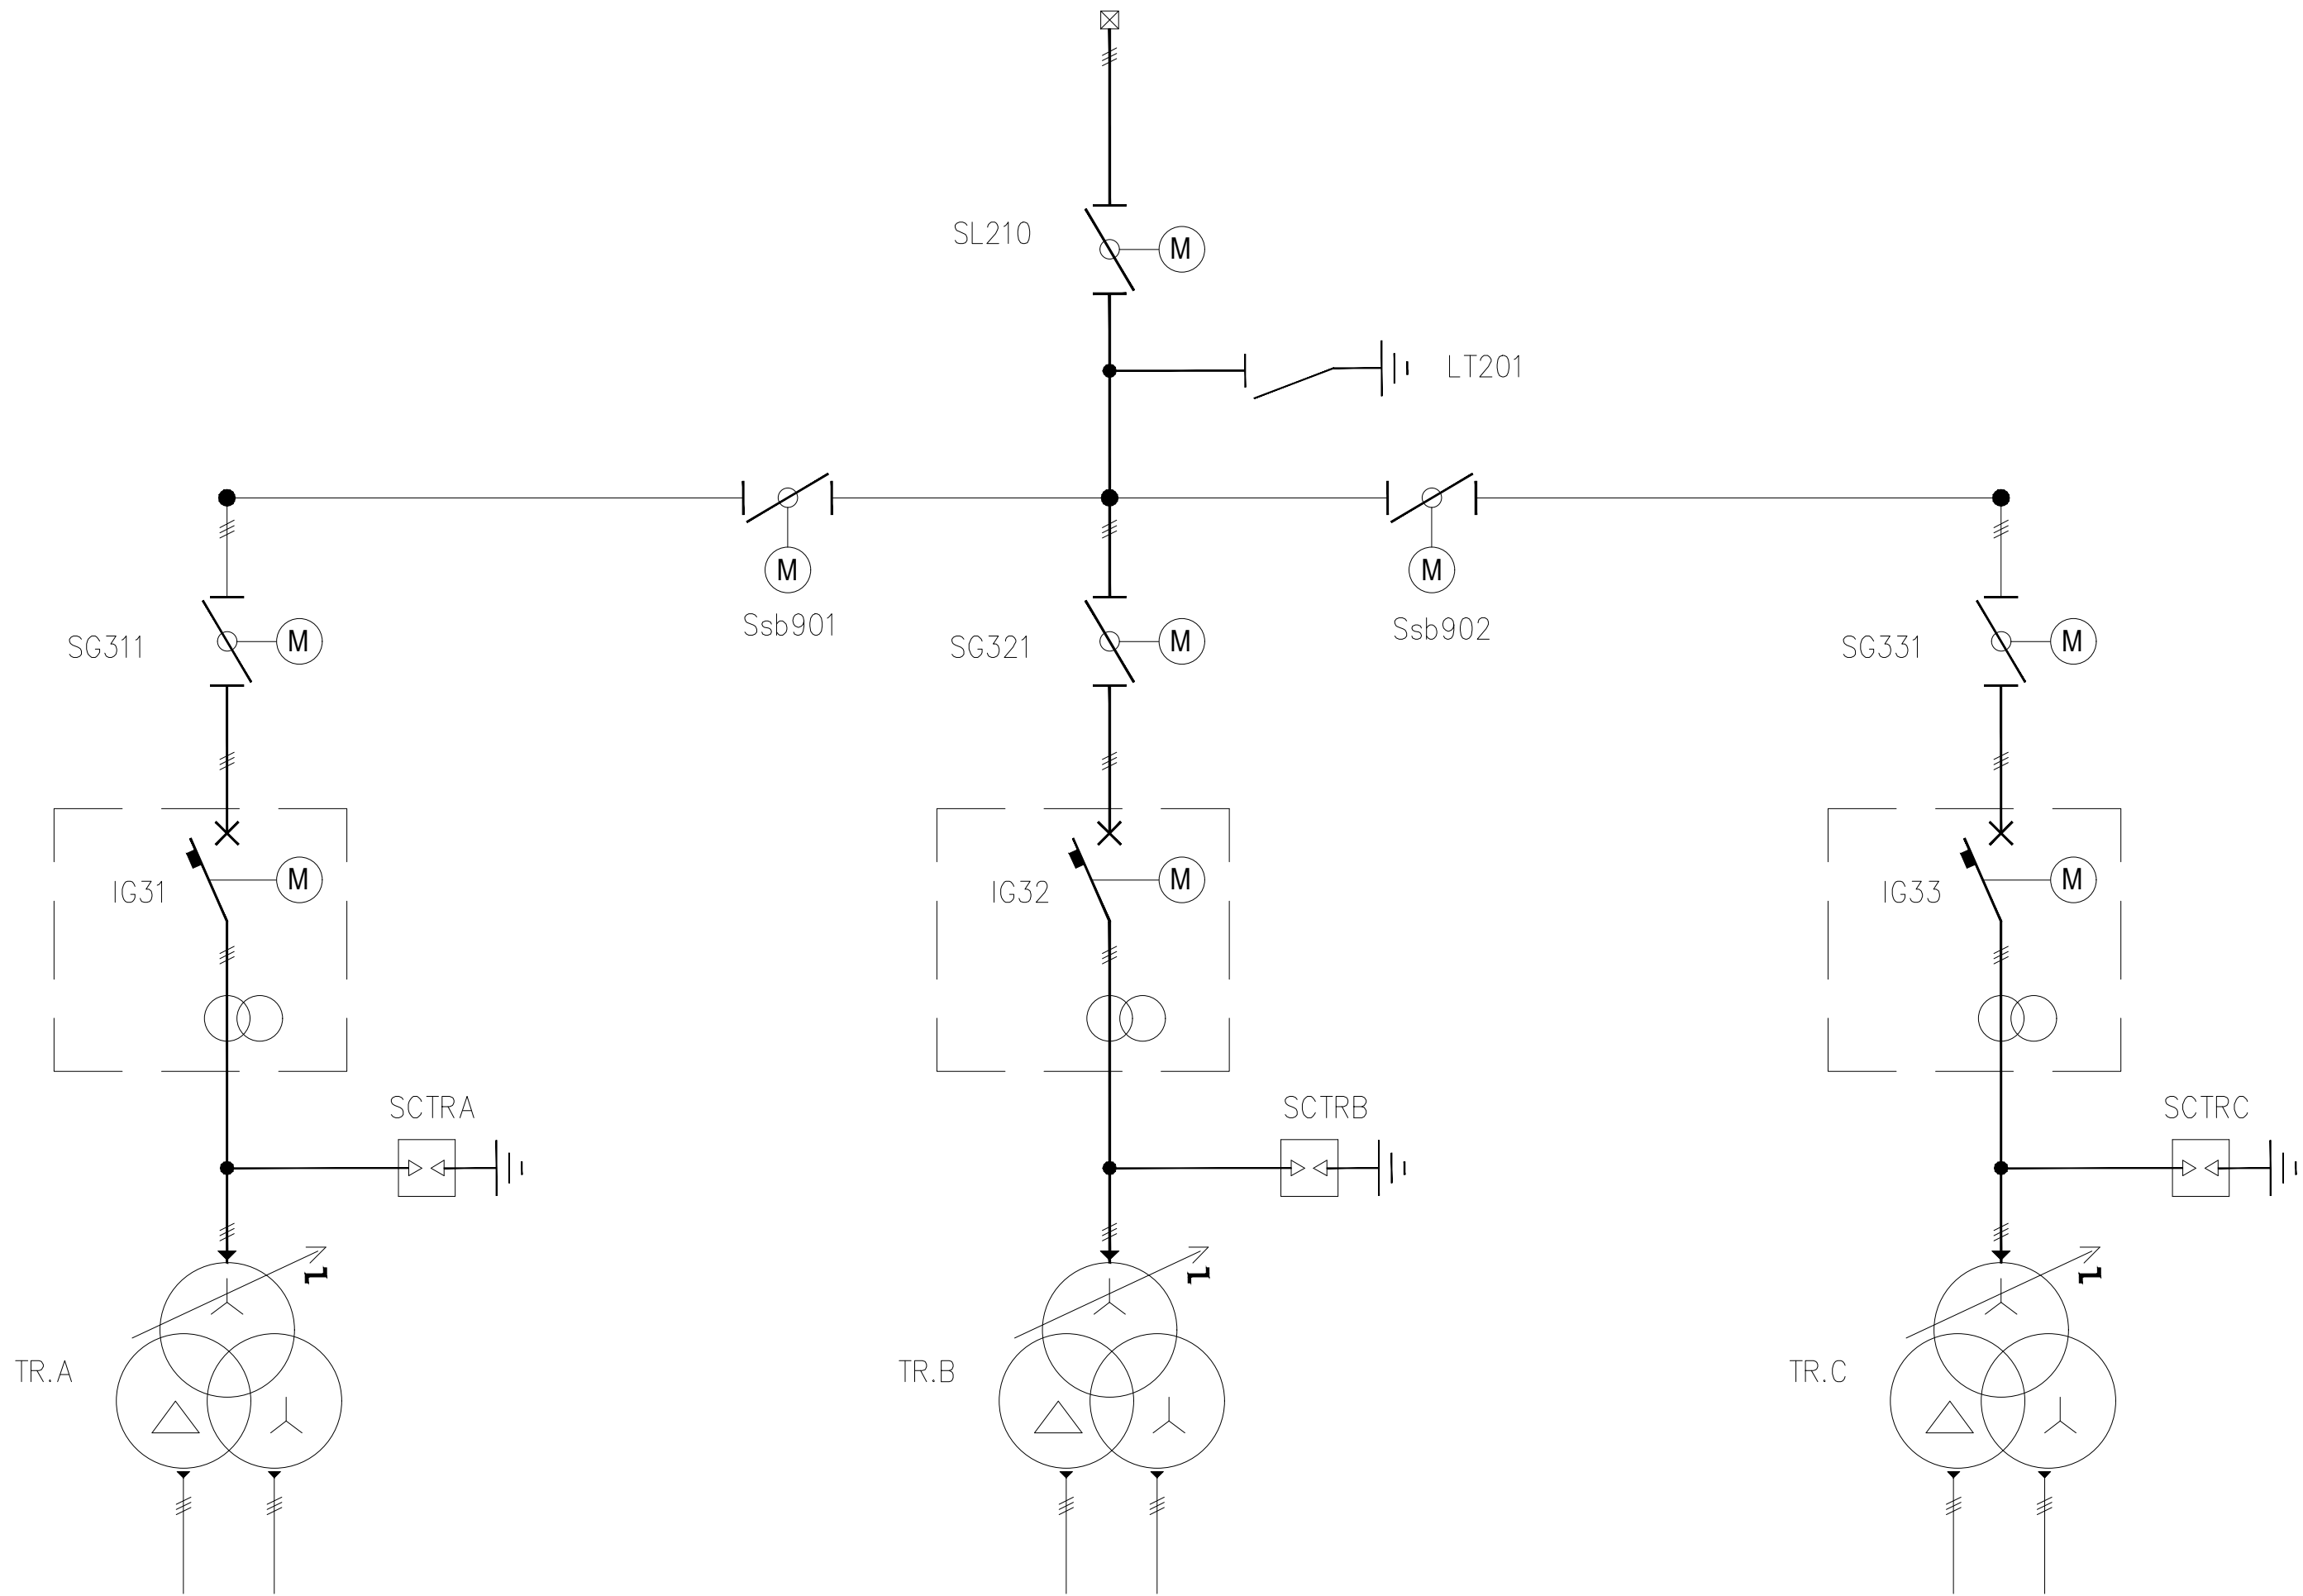 SL210
M
LT201
M
M
Ssb901
Ssb902
SG311
M
SG321
M
SG331
M
IG31
M
IG32
M
IG33
M
SCTRA
SCTRB
SCTRC
TR.A
TR.B
TR.C